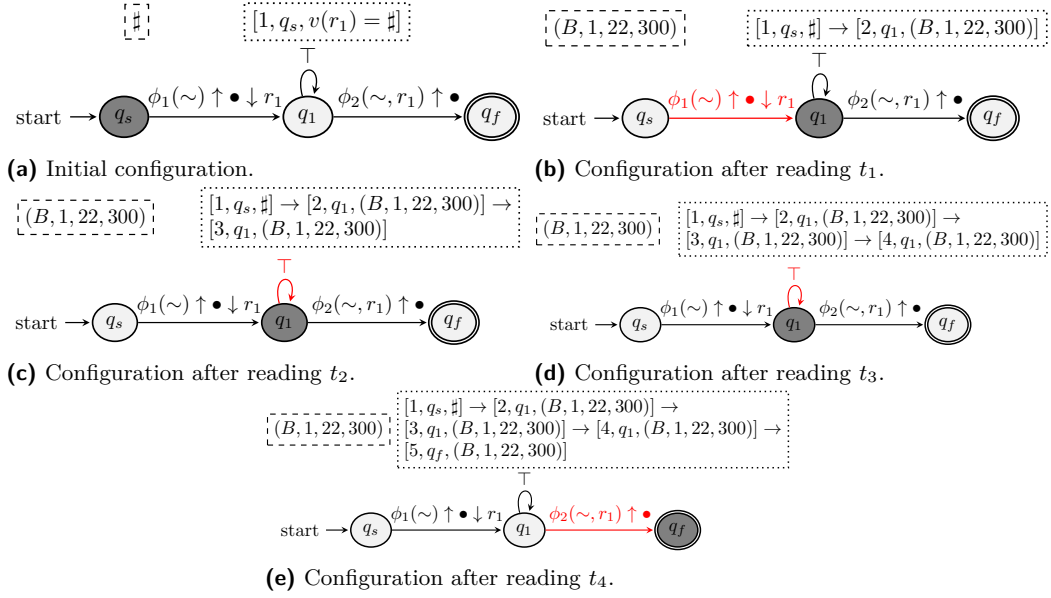 ♯
[1, q_s, v(r_1) = ♯]
⊤
start
q_s
ϕ_1(∼) ↑ • ↓ r_1
q_1
ϕ_2(∼, r_1) ↑ •
q_f
(a) Initial configuration.
(B, 1, 22, 300)
[1, q_s, ♯] → [2, q_1, (B, 1, 22, 300)]
⊤
start
q_s
ϕ_1(∼) ↑ • ↓ r_1
q_1
ϕ_2(∼, r_1) ↑ •
q_f
(b) Configuration after reading t_1.
(B, 1, 22, 300)
[1, q_s, ♯] → [2, q_1, (B, 1, 22, 300)] →
[3, q_1, (B, 1, 22, 300)]
⊤
start
q_s
ϕ_1(∼) ↑ • ↓ r_1
q_1
ϕ_2(∼, r_1) ↑ •
q_f
(c) Configuration after reading t_2.
(B, 1, 22, 300)
[1, q_s, ♯] → [2, q_1, (B, 1, 22, 300)] →
[3, q_1, (B, 1, 22, 300)] → [4, q_1, (B, 1, 22, 300)]
⊤
start
q_s
ϕ_1(∼) ↑ • ↓ r_1
q_1
ϕ_2(∼, r_1) ↑ •
q_f
(d) Configuration after reading t_3.
(B, 1, 22, 300)
[1, q_s, ♯] → [2, q_1, (B, 1, 22, 300)] →
[3, q_1, (B, 1, 22, 300)] → [4, q_1, (B, 1, 22, 300)] →
[5, q_f, (B, 1, 22, 300)]
⊤
start
q_s
ϕ_1(∼) ↑ • ↓ r_1
q_1
ϕ_2(∼, r_1) ↑ •
q_f
(e) Configuration after reading t_4.